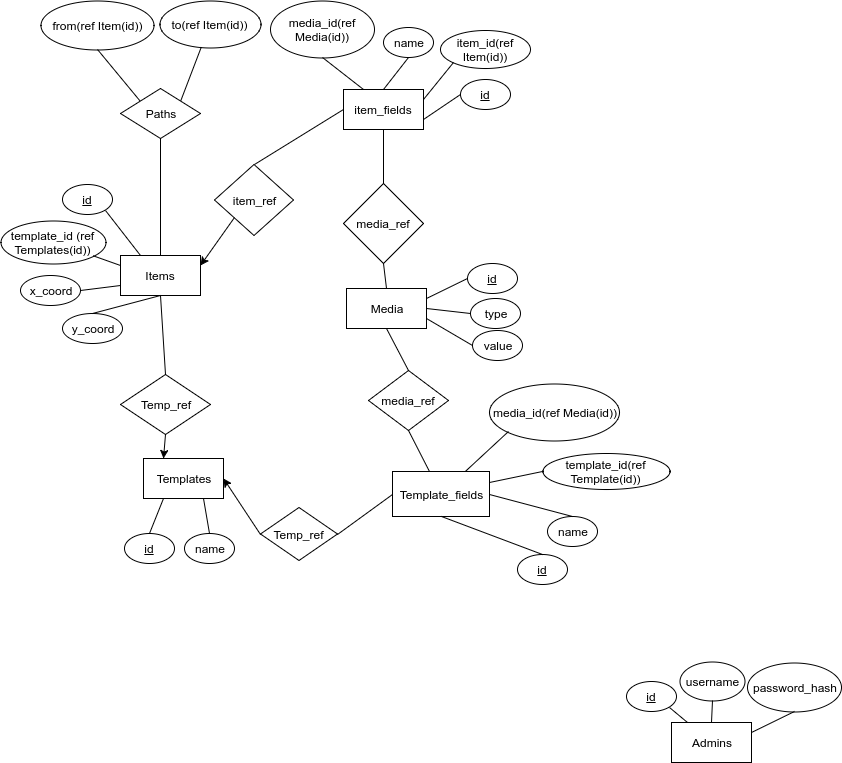 from(ref Item(id))
to(ref Item(id))
media_id(ref
Media(id))
name
item_id(ref
Item(id))
id
item_fields
Paths
item_ref
media_ref
id
template_id (ref
Templates(id))
x_coord
y_coord
Items
id
type
value
Media
Temp_ref
media_ref
media_id(ref Media(id))
template_id(ref
Template(id))
name
id
Template_fields
Templates
id
name
Temp_ref
id
username
password_hash
Admins